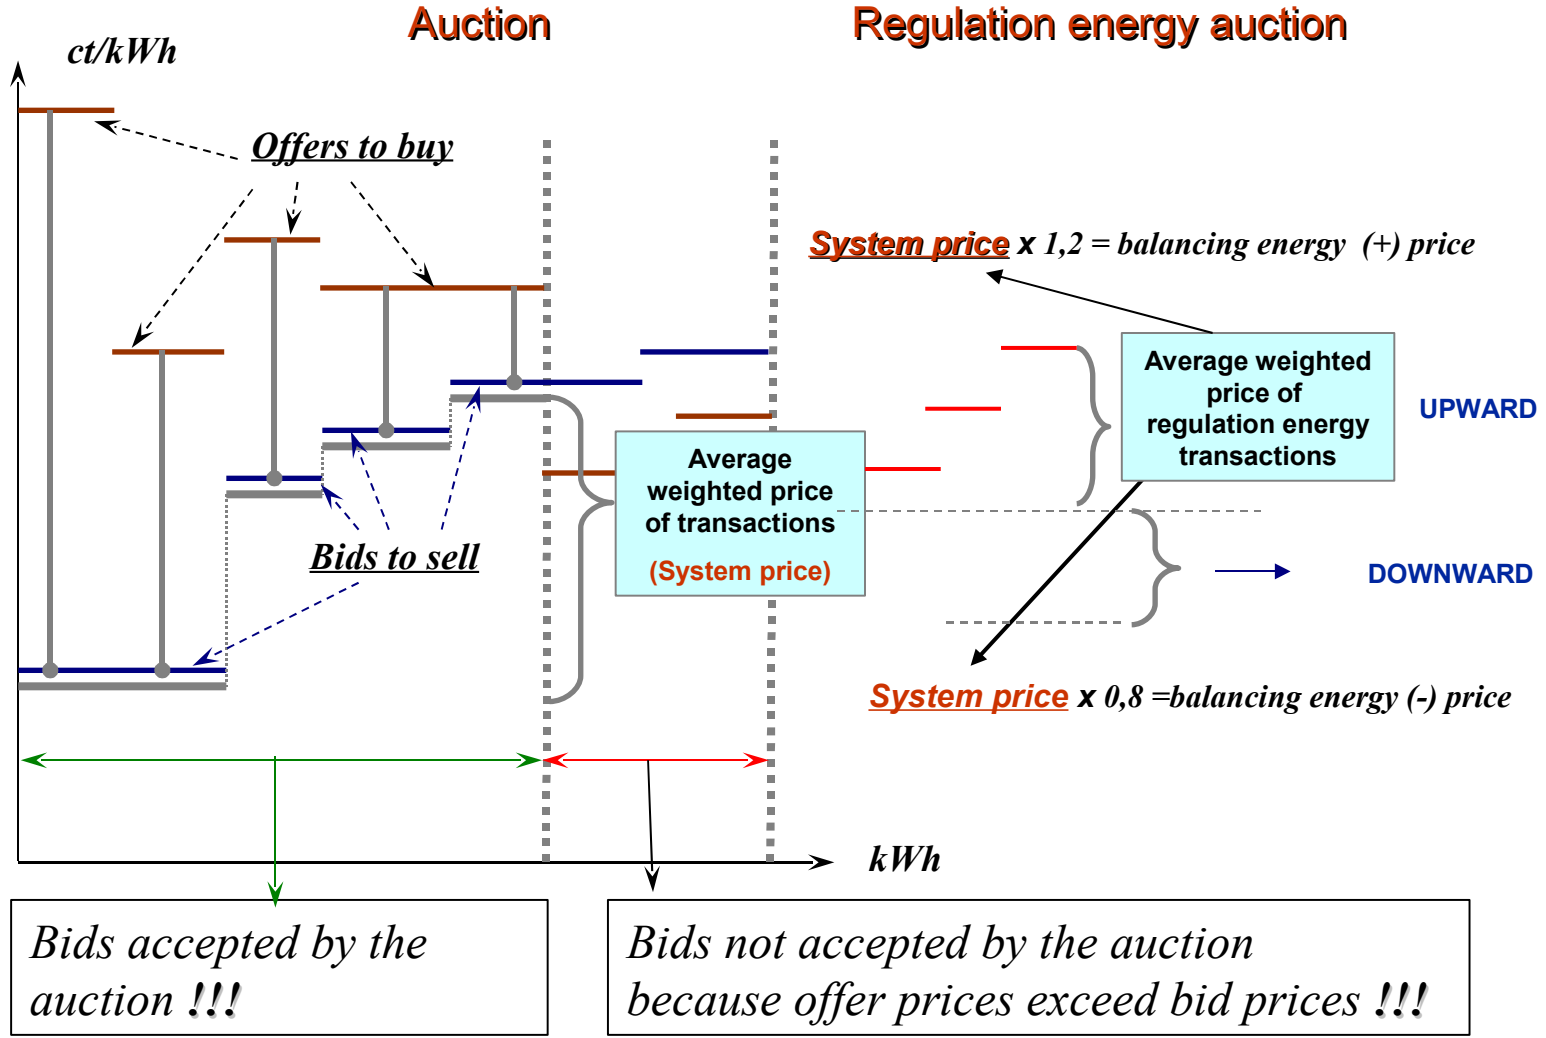 Auction
Regulation energy auction
ct/kWh
Offers to buy
System price x 1,2 = balancing energy (+) price
Average weighted
price of
regulation energy
transactions
UPWARD
Average
weighted price
of transactions
(System price)
Bids to sell
DOWNWARD
System price x 0,8 =balancing energy (-) price
kWh
Bids accepted by the
auction !!!
Bids not accepted by the auction
because offer prices exceed bid prices !!!